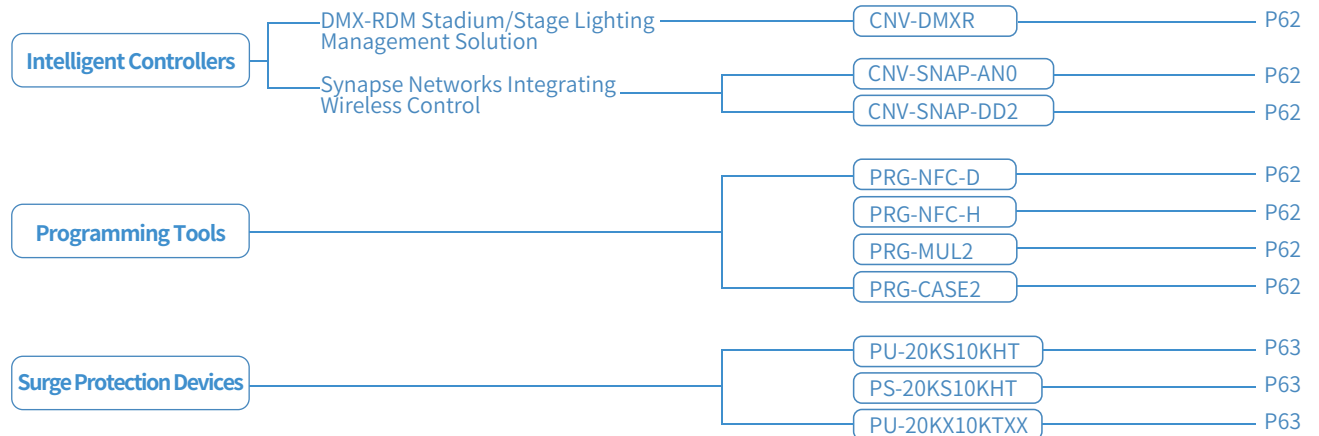 DMX-RDM Stadium/Stage Lighting
Management Solution
CNV-DMXR
P62
Intelligent Controllers
Synapse Networks Integrating
Wireless Control
CNV-SNAP-AN0
P62
CNV-SNAP-DD2
P62
Programming Tools
PRG-NFC-D
P62
PRG-NFC-H
P62
PRG-MUL2
P62
PRG-CASE2
P62
Surge Protection Devices
PU-20KS10KHT
P63
PS-20KS10KHT
P63
PU-20KX10KTXX
P63